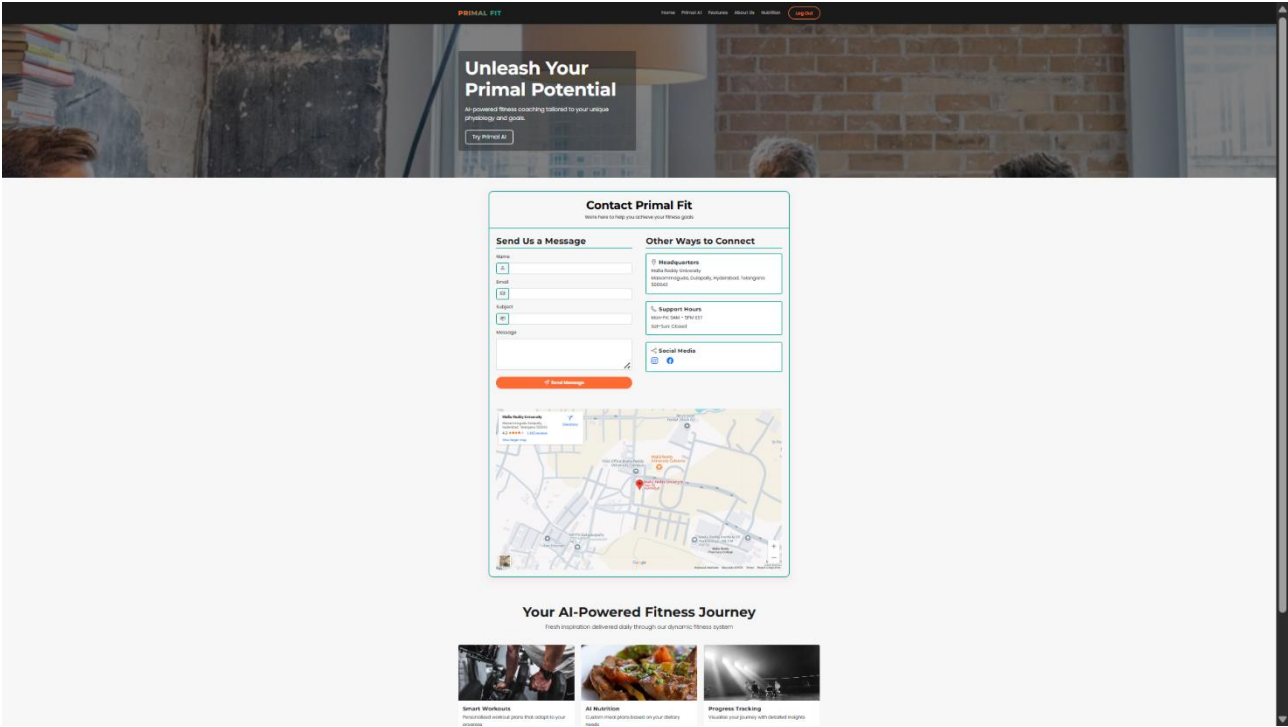 PRIMAL FIT
Home Primal AI Features About Us Nutrition Log Out
Unleash Your
Primal Potential
AI-powered fitness coaching tailored to your unique
physiology and goals.
Try Primal AI
Contact Primal Fit
We're here to help you achieve your fitness goals
Send Us a Message
Name
Email
Subject
Message
Send Message
Other Ways to Connect
Headquarters
Malla Reddy University
Maisammaguda, Dulapally, Hyderabad, Telangana
Support Hours
Mon-Fri: 9AM - 5PM EST
Sat-Sun: Closed
Social Media
Malla Reddy University
Directions
View larger map
Google
Your AI-Powered Fitness Journey
Fresh inspiration delivered daily through our dynamic fitness system
Smart Workouts
Personalized workout plans that adapt to your
progress
AI Nutrition
Custom meal plans based on your dietary
needs
Progress Tracking
Visualize your journey with detailed insights